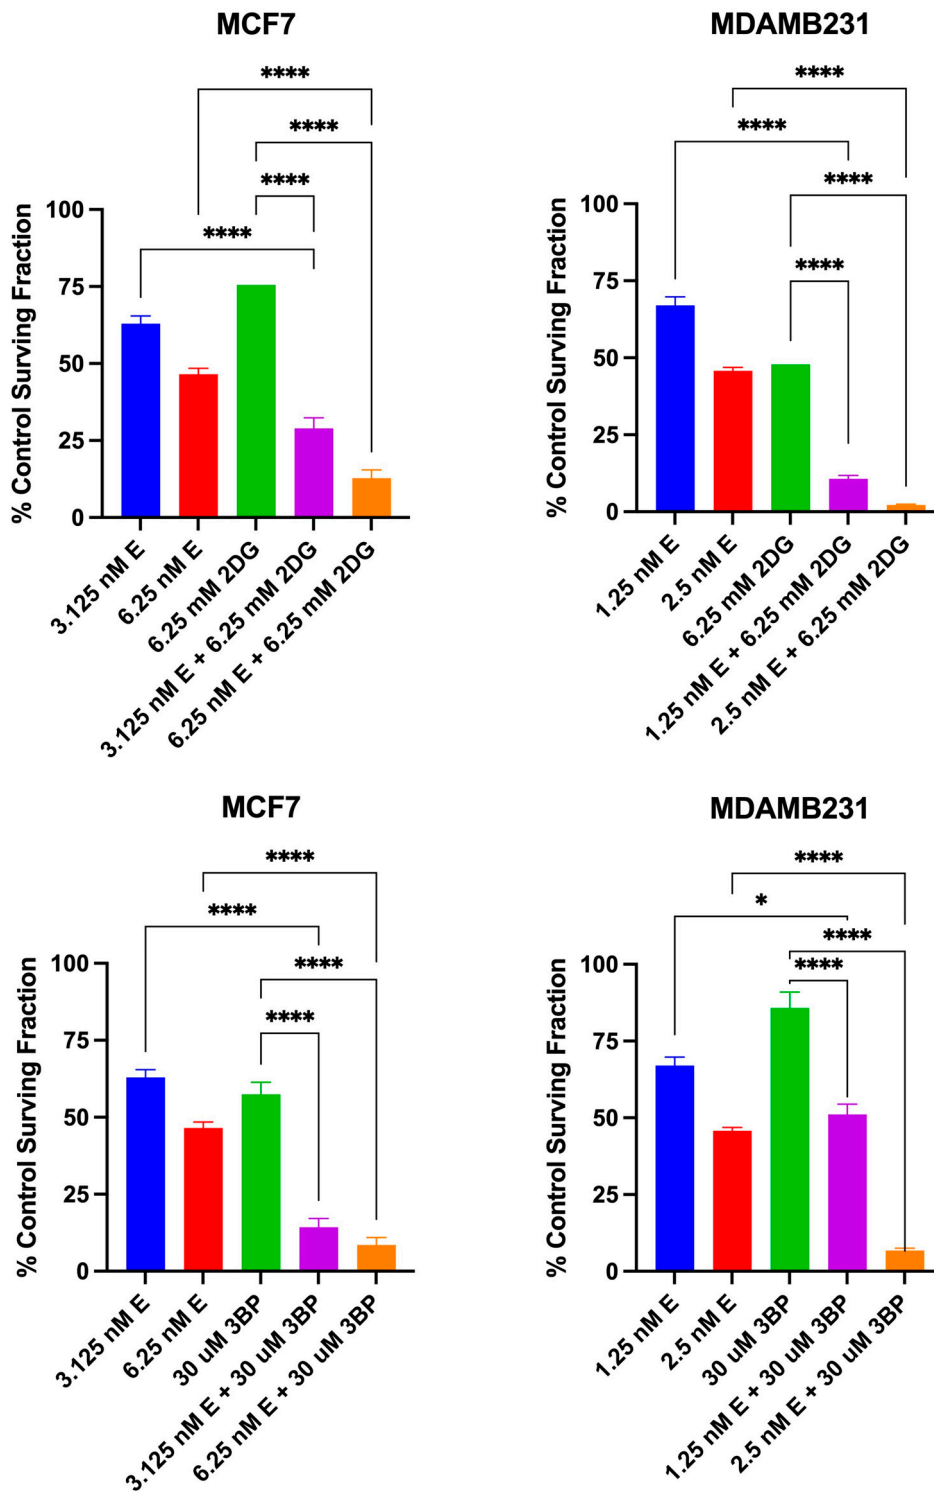 MCF7
****
****
****
****
% Control Surving Fraction
100
75
50
25
0
3.125 nM E
6.25 nM E
6.25 mM 2DG
3.125 nM E + 6.25 mM 2DG
6.25 nM E + 6.25 mM 2DG
MDAMB231
****
****
****
****
% Control Surving Fraction
100
75
50
25
0
1.25 nM E
2.5 nM E
6.25 mM 2DG
1.25 nM E + 6.25 mM 2DG
2.5 nM E + 6.25 mM 2DG
MCF7
****
****
****
****
% Control Surving Fraction
100
75
50
25
0
3.125 nM E
6.25 nM E
30 uM 3BP
3.125 nM E + 30 uM 3BP
6.25 nM E + 30 uM 3BP
MDAMB231
****
*
****
****
% Control Surving Fraction
100
75
50
25
0
1.25 nM E
2.5 nM E
30 uM 3BP
1.25 nM E + 30 uM 3BP
2.5 nM E + 30 uM 3BP